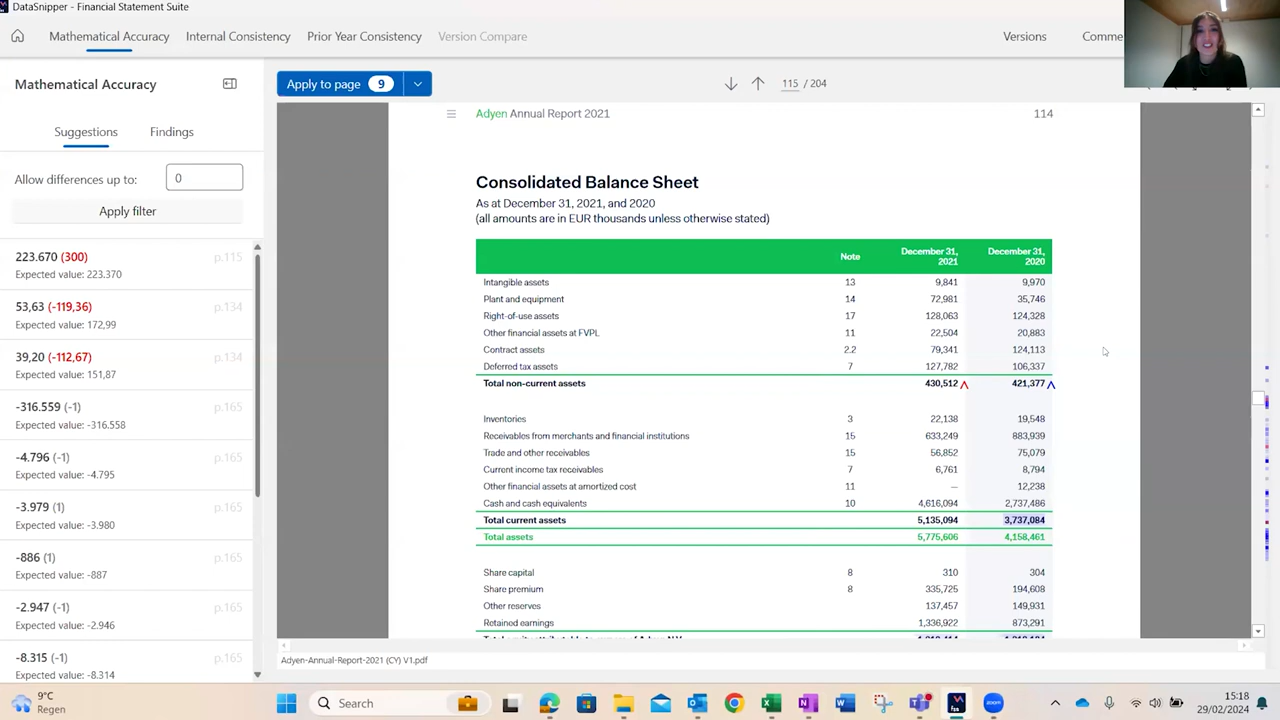 DataSnipper - Financial Statement Suite
Mathematical Accuracy Internal Consistency Prior Year Consistency Version Compare Versions Comme
Mathematical Accuracy
Suggestions Findings
Allow differences up to: 0
Apply filter
223.670 (300) p.115
Expected value: 223.370
53,63 (-119,36) p.134
Expected value: 172,99
39,20 (-112,67) p.134
Expected value: 151,87
-316.559 (-1) p.165
Expected value: -316.558
-4.796 (-1) p.165
Expected value: -4.795
-3.979 (1) p.165
Expected value: -3.980
-886 (1) p.165
Expected value: -887
-2.947 (-1) p.165
Expected value: -2.946
-8.315 (-1) p.165
Expected value: -8.314
Apply to page 9
115 / 204
Adyen Annual Report 2021 114
Consolidated Balance Sheet
As at December 31, 2021, and 2020
(all amounts are in EUR thousands unless otherwise stated)
Note December 31, 2021 December 31, 2020
Intangible assets 13 9,841 9,970
Plant and equipment 14 72,981 35,746
Right-of-use assets 17 128,063 124,328
Other financial assets at FVPL 11 22,504 20,883
Contract assets 2.2 79,341 124,113
Deferred tax assets 7 127,782 106,337
Total non-current assets 430,512 421,377
Inventories 3 22,138 19,548
Receivables from merchants and financial institutions 15 633,249 883,939
Trade and other receivables 15 56,852 75,079
Current income tax receivables 7 6,761 8,794
Other financial assets at amortized cost 11 — 12,238
Cash and cash equivalents 10 4,616,094 2,737,486
Total current assets 5,135,094 3,737,084
Total assets 5,775,606 4,158,461
Share capital 8 310 304
Share premium 8 335,725 194,608
Other reserves 137,457 149,931
Retained earnings 1,336,922 873,291
Adyen-Annual-Report-2021 (CY) V1.pdf
9°C
Regen
Search
15:18
29/02/2024